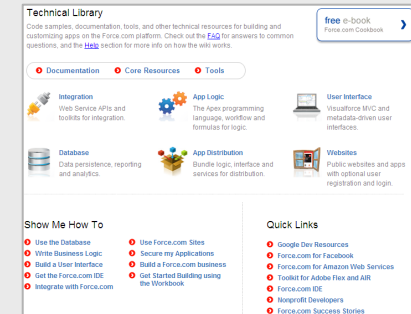 Technical Library
Code samples, documentation, tools, and other technical resources for building and
customizing apps on the Force.com platform. Check out the FAQ for answers to common
questions, and the Help section for more info on how the wiki works.
free e-book
Force.com Cookbook
Documentation
Core Resources
Tools
Integration
Web Service APIs and
toolkits for integration.
App Logic
The Apex programming
language, workflow and
formulas for logic.
User Interface
Visualforce MVC and
metadata-driven user
interfaces.
Database
Data persistence, reporting
and analytics.
App Distribution
Bundle logic, interface and
services for distribution.
Websites
Public websites and apps
with optional user
registration and login.
Show Me How To
Use the Database
Write Business Logic
Build a User Interface
Get the Force.com IDE
Integrate with Force.com
Use Force.com Sites
Secure my Applications
Build a Force.com business
Get Started Building using
the Workbook
Quick Links
Google Dev Resources
Force.com for Facebook
Force.com for Amazon Web Services
Toolkit for Adobe Flex and AIR
Force.com IDE
Nonprofit Developers
Force.com Success Stories